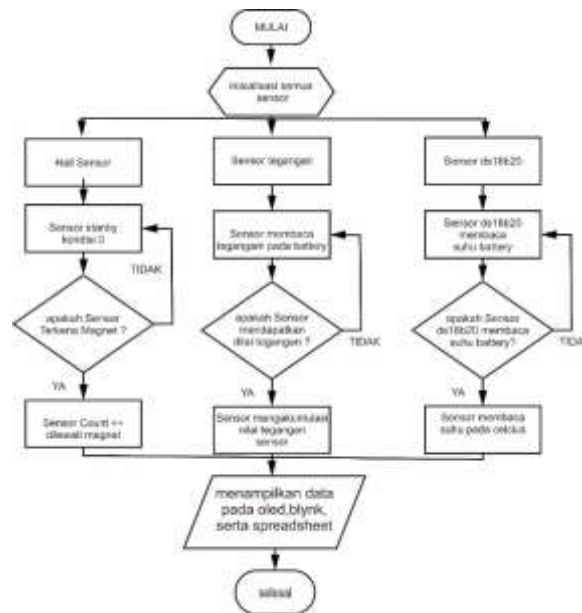 MULAI
inisialisasi semua
sensor
Hall Sensor
Sensor tegangan
Sensor ds18b20
Sensor stanby
kondisi 0
Sensor membaca
tegangan pada battery
Sensor ds18b20
membaca
suhu battery
TIDAK
apakah Sensor
Terkena Magnet ?
TIDAK
apakah Sensor
mendapatkan
nilai tegangan ?
TIDA
apakah Sensor
ds18b20 membaca
suhu battery?
YA
YA
YA
Sensor Count ++
dilewati magnet
Sensor mengakumulasi
nilai tegangan
sensor
Sensor membaca
suhu pada celcius
menampilkan data
pada oled,blynk,
serta spreadsheet
selesai